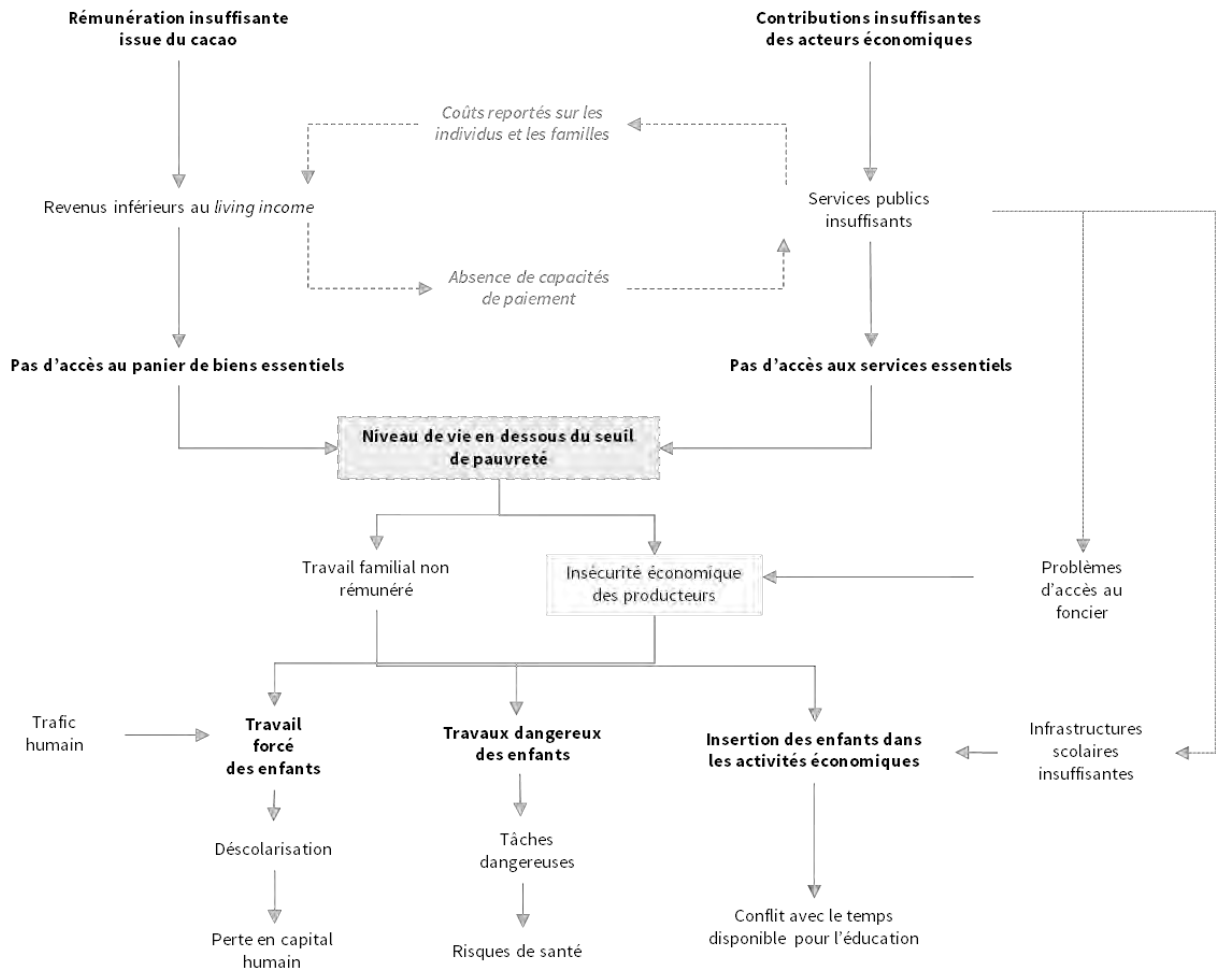 Rémunération insuffisante
issue du cacao
Contributions insuffisantes
des acteurs économiques
Coûts reportés sur les
individus et les familles
Revenus inférieurs au living income
Services publics
insuffisants
Absence de capacités
de paiement
Pas d’accès au panier de biens essentiels
Pas d’accès aux services essentiels
Niveau de vie en dessous du seuil
de pauvreté
Travail familial non
rémunéré
Insécurité économique
des producteurs
Problèmes
d’accès au
foncier
Trafic
humain
Travail
forcé
des enfants
Travaux dangereux
des enfants
Insertion des enfants dans
les activités économiques
Infrastructures
scolaires
insuffisantes
Déscolarisation
Tâches
dangereuses
Perte en capital
humain
Risques de santé
Conflit avec le temps
disponible pour l’éducation